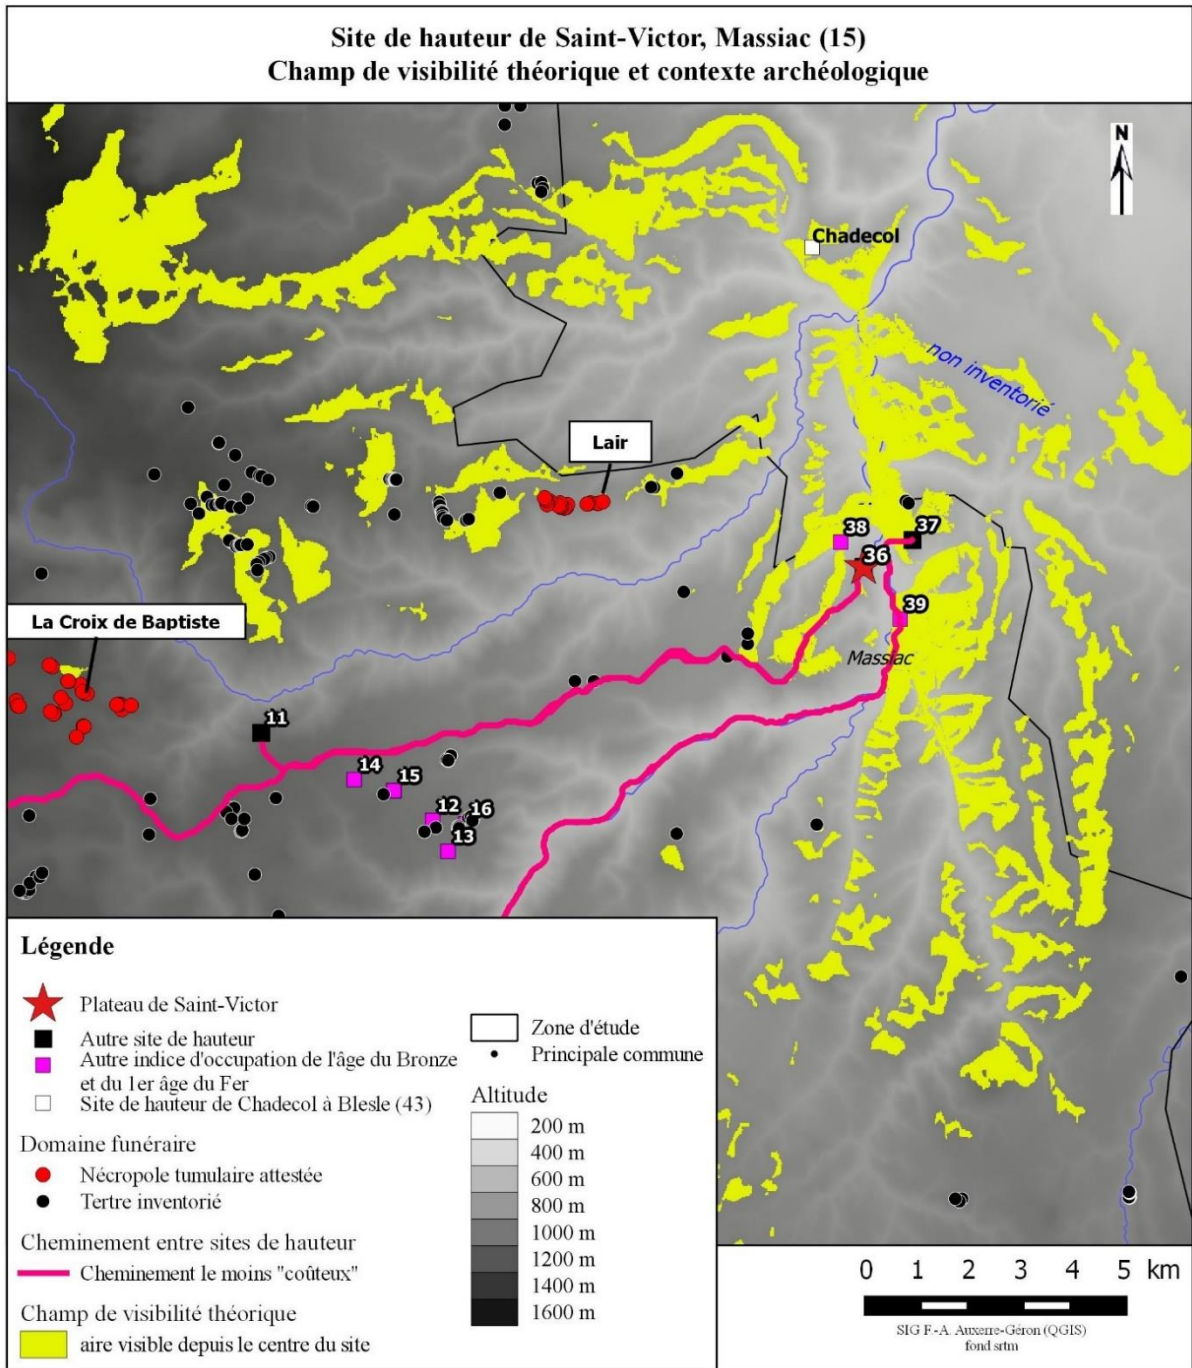 Site de hauteur de Saint-Victor, Massiac (15)
Champ de visibilité théorique et contexte archéologique
N
Chadecol
non inventorié
Lair
38
37
36
La Croix de Baptiste
39
Massiac
11
14
15
12
16
13
Légende
Plateau de Saint-Victor
Autre site de hauteur
Autre indice d'occupation de l'âge du Bronze
et du 1er âge du Fer
Site de hauteur de Chadecol à Blesle (43)
Domaine funéraire
Nécropole tumulaire attestée
Tertre inventorié
Cheminement entre sites de hauteur
Cheminement le moins "coûteux"
Champ de visibilité théorique
aire visible depuis le centre du site
Zone d'étude
Principale commune
Altitude
200 m
400 m
600 m
800 m
1000 m
1200 m
1400 m
1600 m
0 1 2 3 4 5 km
SIG F.-A. Auxerre-Géron (QGIS)
fond srtm